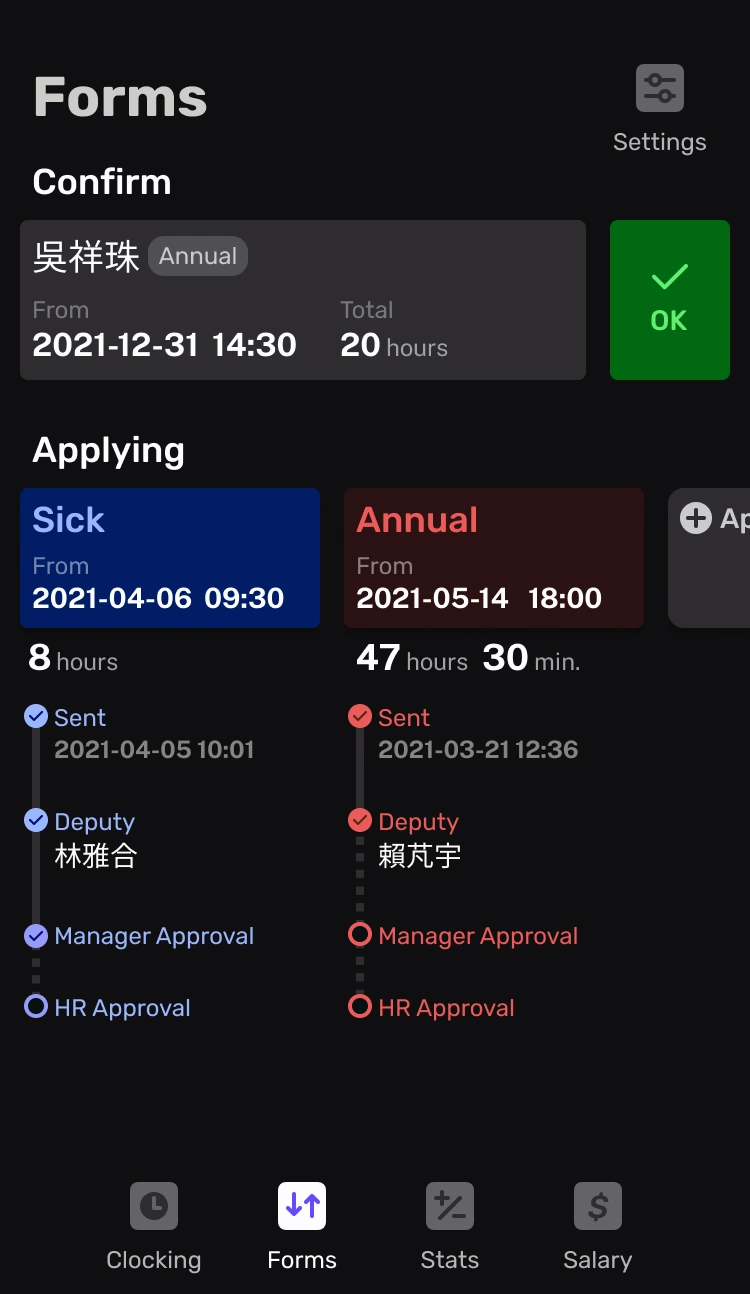 Forms
Settings
Confirm
吳祥珠 Annual
From
2021-12-31 14:30
Total
20 hours
OK
Applying
Sick
From
2021-04-06 09:30
8 hours
Sent
2021-04-05 10:01
Deputy
林雅合
Manager Approval
HR Approval
Annual
From
2021-05-14 18:00
47 hours 30 min.
Sent
2021-03-21 12:36
Deputy
賴芃宇
Manager Approval
HR Approval
Ap
Clocking
Forms
Stats
Salary